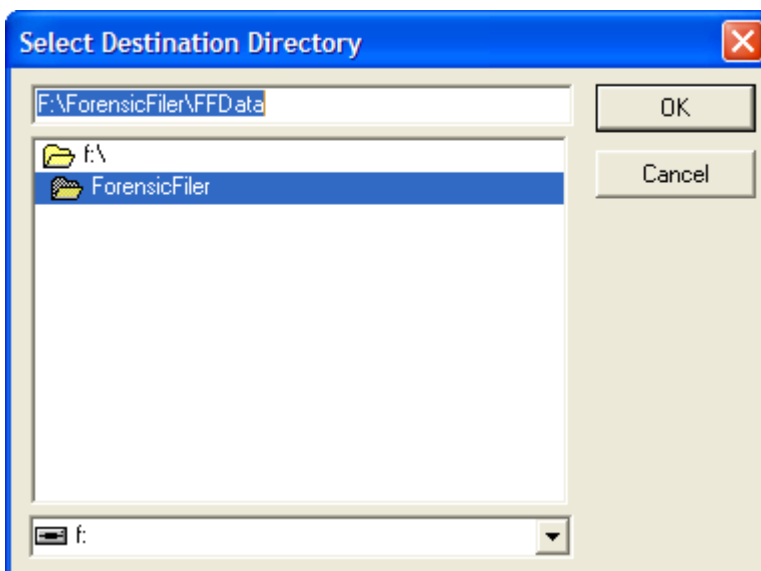 Select Destination Directory
F:\ForensicFiler\FFData
OK
f:\
ForensicFiler
Cancel
f: